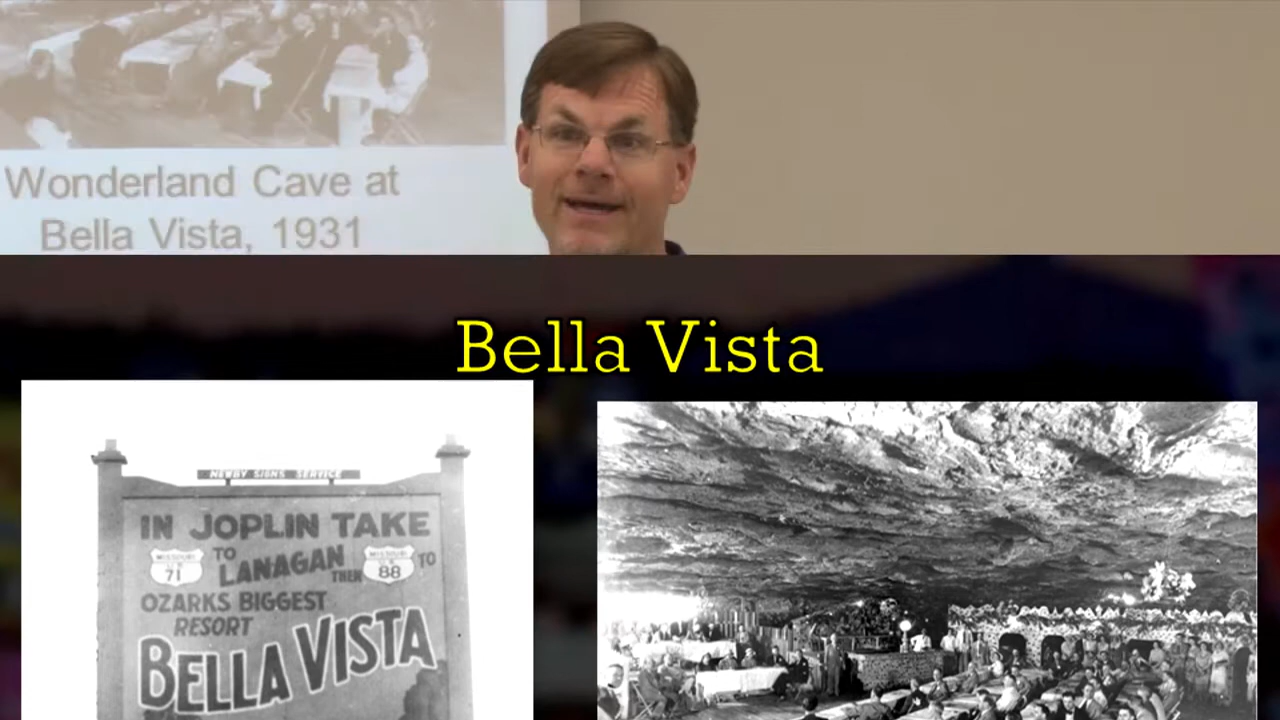 Wonderland Cave at
Bella Vista, 1931
Bella Vista
NEWBY SIGNS SERVICE
IN JOPLIN TAKE
MISSOURI
71
TO
LANAGAN
THEN
MISSOURI
88
TO
OZARKS BIGGEST
RESORT
BELLA VISTA